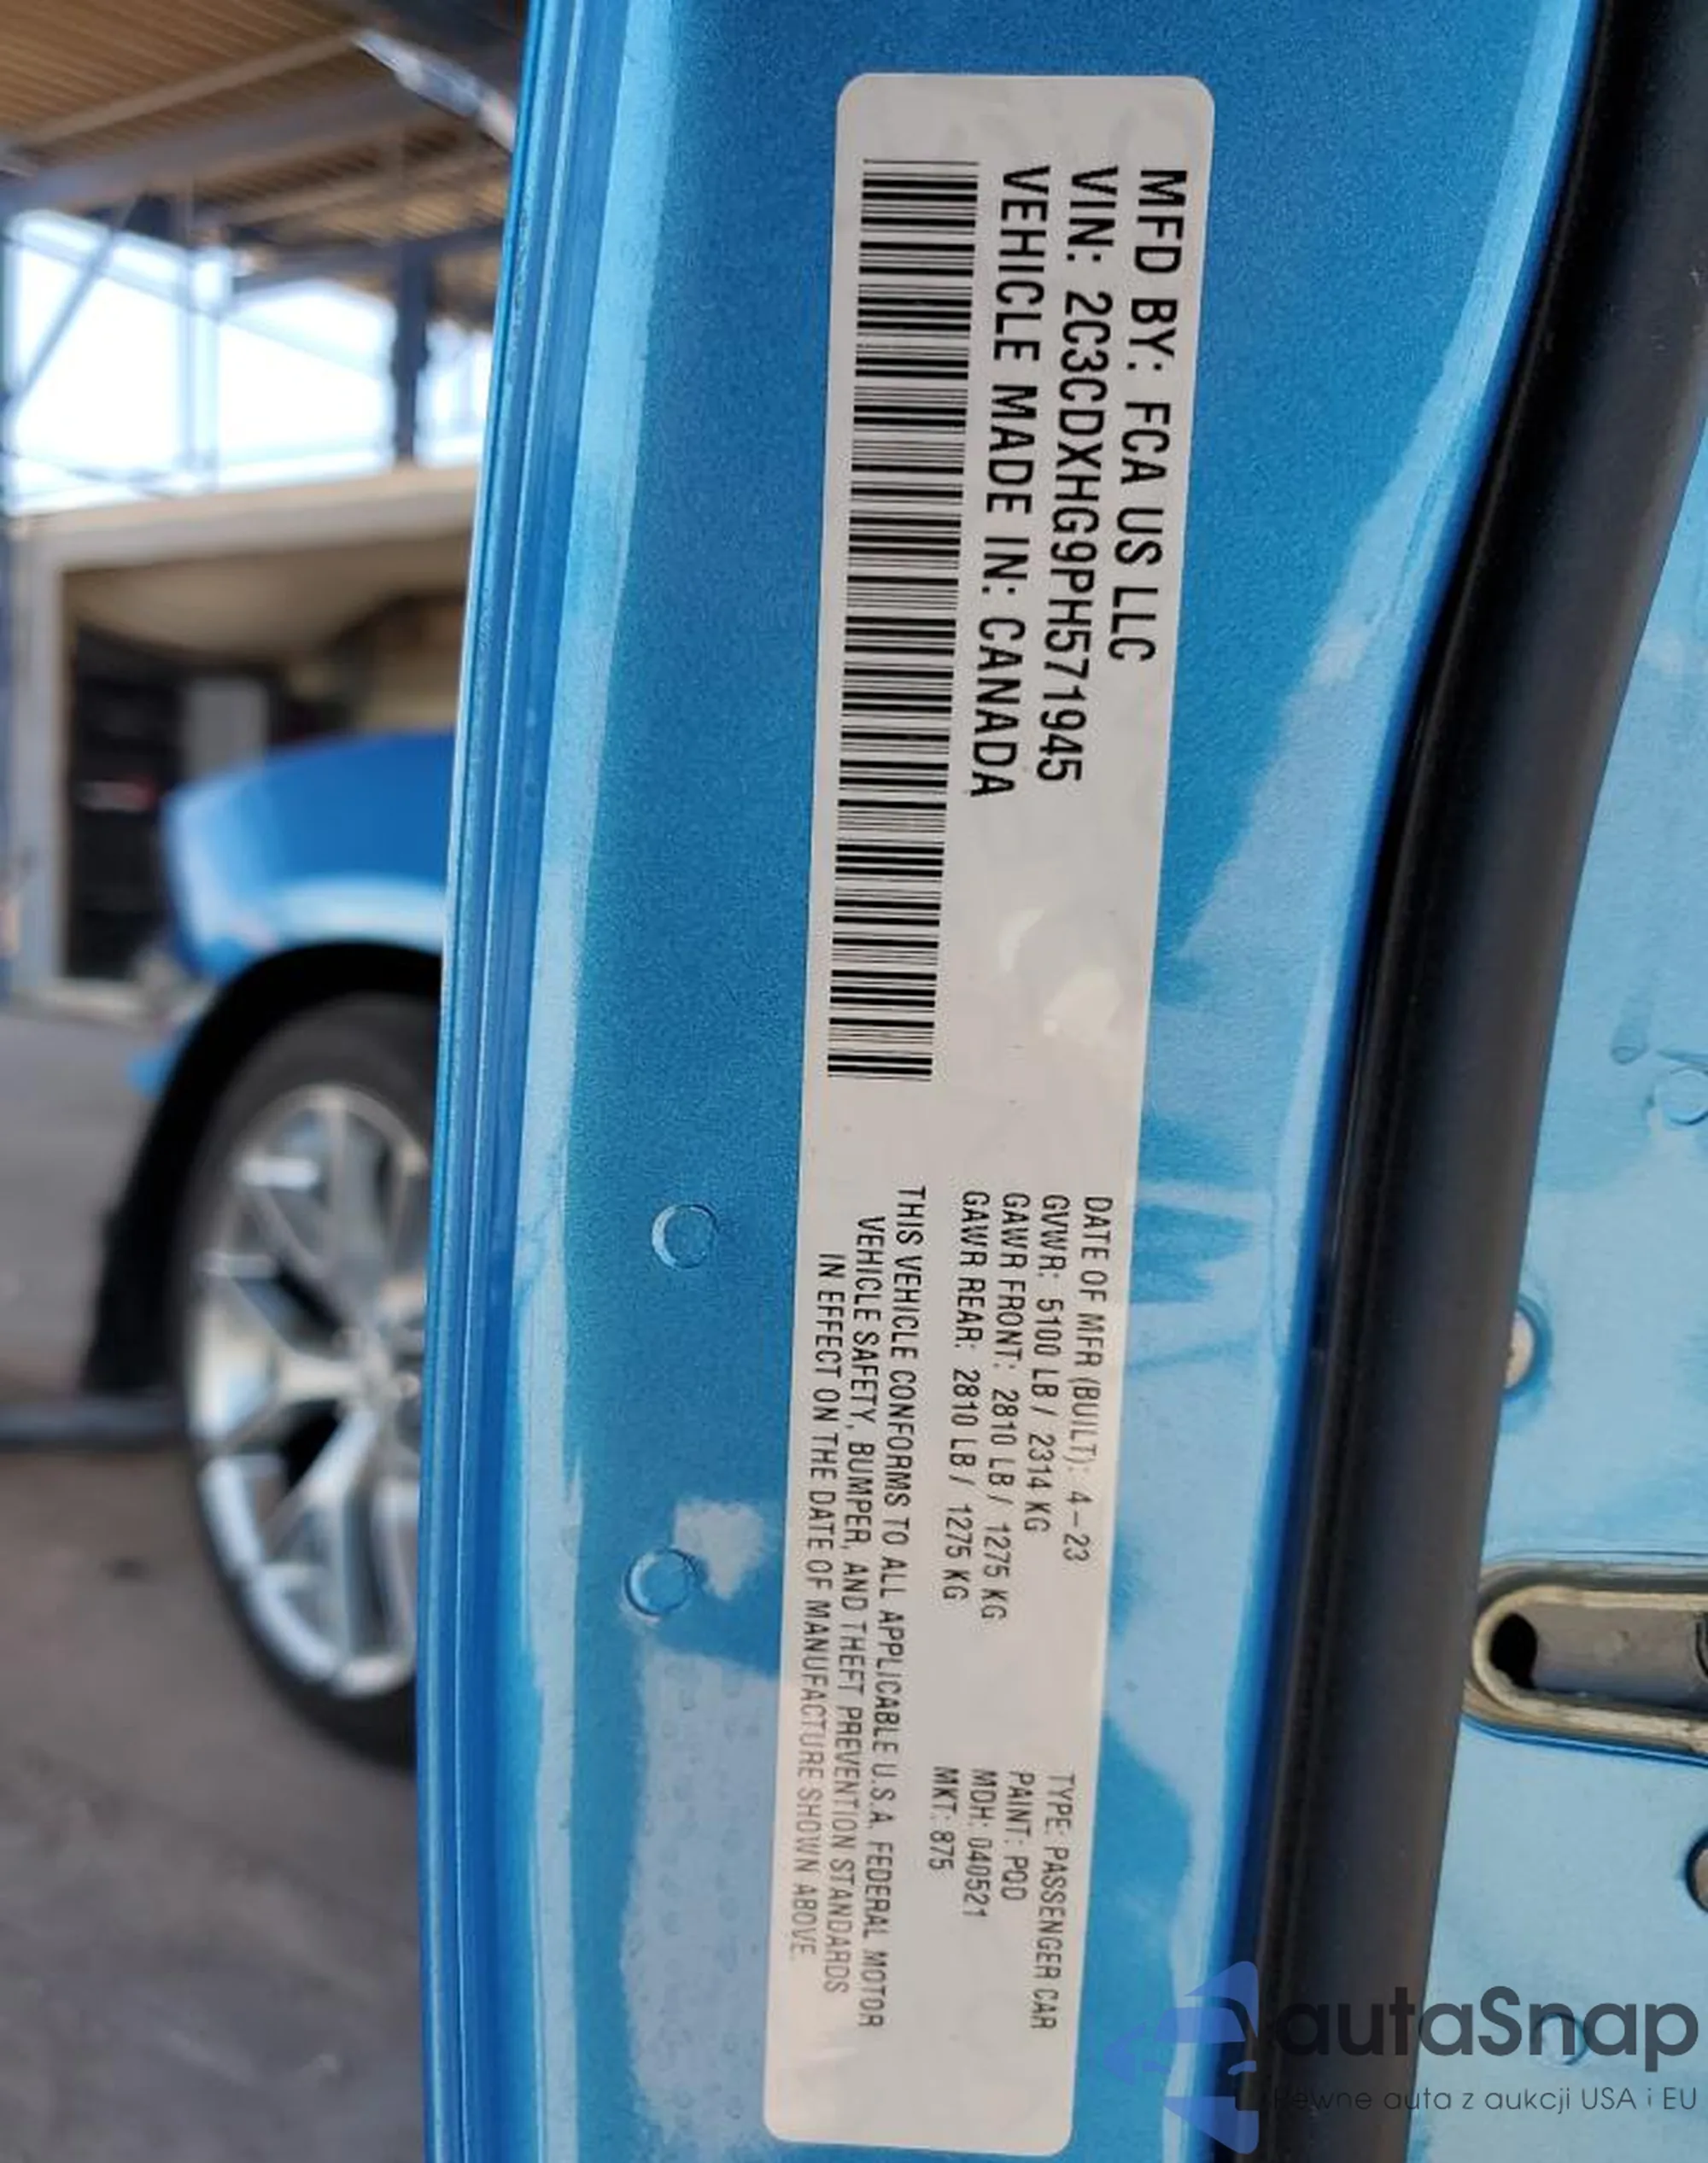 MFD BY: FCA US LLC
VIN: 2C3CDXHG9PH571945
VEHICLE MADE IN: CANADA
DATE OF MFR (BUILT): 4-23
GVWR: 5100 LB / 2314 KG
GAWR FRONT: 2810 LB / 1275 KG
GAWR REAR: 2810 LB / 1275 KG
TYPE: PASSENGER CAR
PAINT: PQD
MDH: 040521
MKT: 875
THIS VEHICLE CONFORMS TO ALL APPLICABLE U.S.A. FEDERAL MOTOR
VEHICLE SAFETY, BUMPER, AND THEFT PREVENTION STANDARDS
IN EFFECT ON THE DATE OF MANUFACTURE SHOWN ABOVE.
autaSnap
Pewne auta z aukcji USA i EU